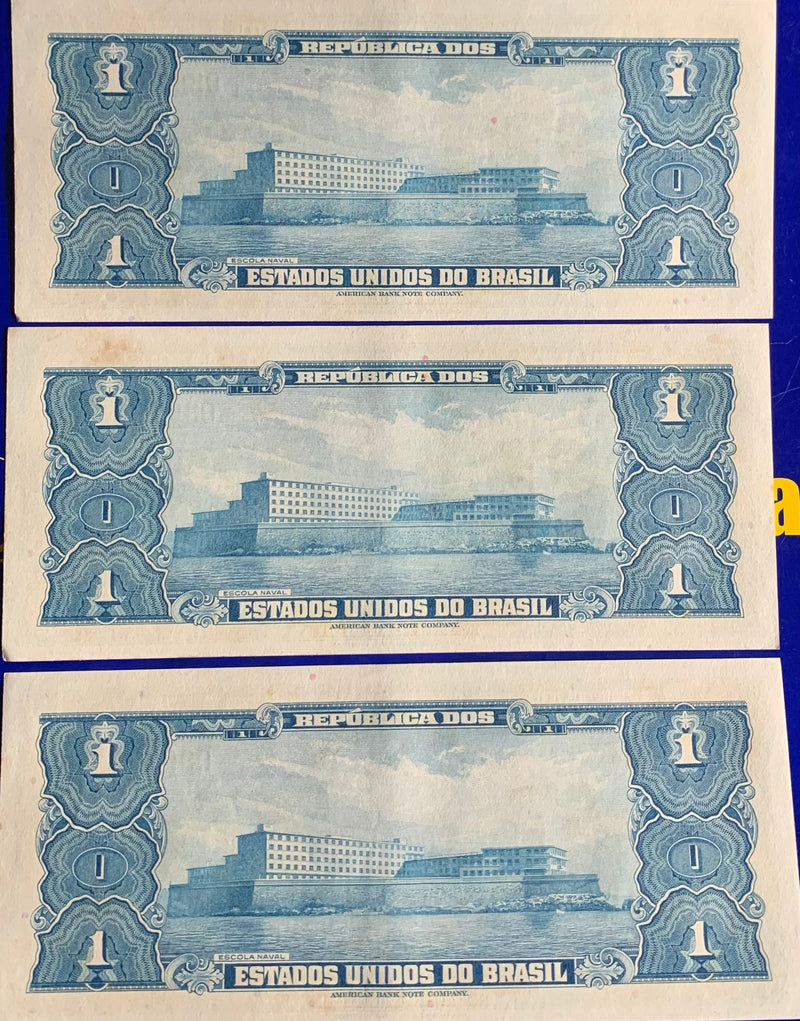 REPÚBLICA DOS
1 1
1 1
1 1
1 1
ESCOLA NAVAL
ESTADOS UNIDOS DO BRASIL
AMERICAN BANK NOTE COMPANY.
REPÚBLICA DOS
1 1
1 1
1 1
1 1
ESCOLA NAVAL
ESTADOS UNIDOS DO BRASIL
AMERICAN BANK NOTE COMPANY.
a
REPÚBLICA DOS
1 1
1 1
1 1
1 1
ESCOLA NAVAL
ESTADOS UNIDOS DO BRASIL
AMERICAN BANK NOTE COMPANY.